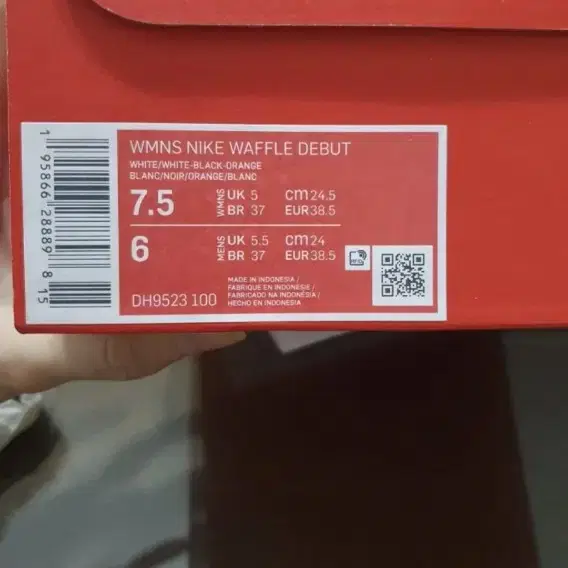 WMNS NIKE WAFFLE DEBUT
WHITE/WHITE-BLACK-ORANGE
BLANC/NOIR/ORANGE/BLANC
7.5 WMNS UK 5 cm 24.5
BR 37 EUR 38.5
6 MENS UK 5.5 cm 24
BR 37 EUR 38.5
DH9523 100
MADE IN INDONESIA /
FABRIQUE EN INDONÉSIE /
FABRICADO NA INDONÉSIA /
HECHO EN INDONESIA
1 95866 28889 8 15